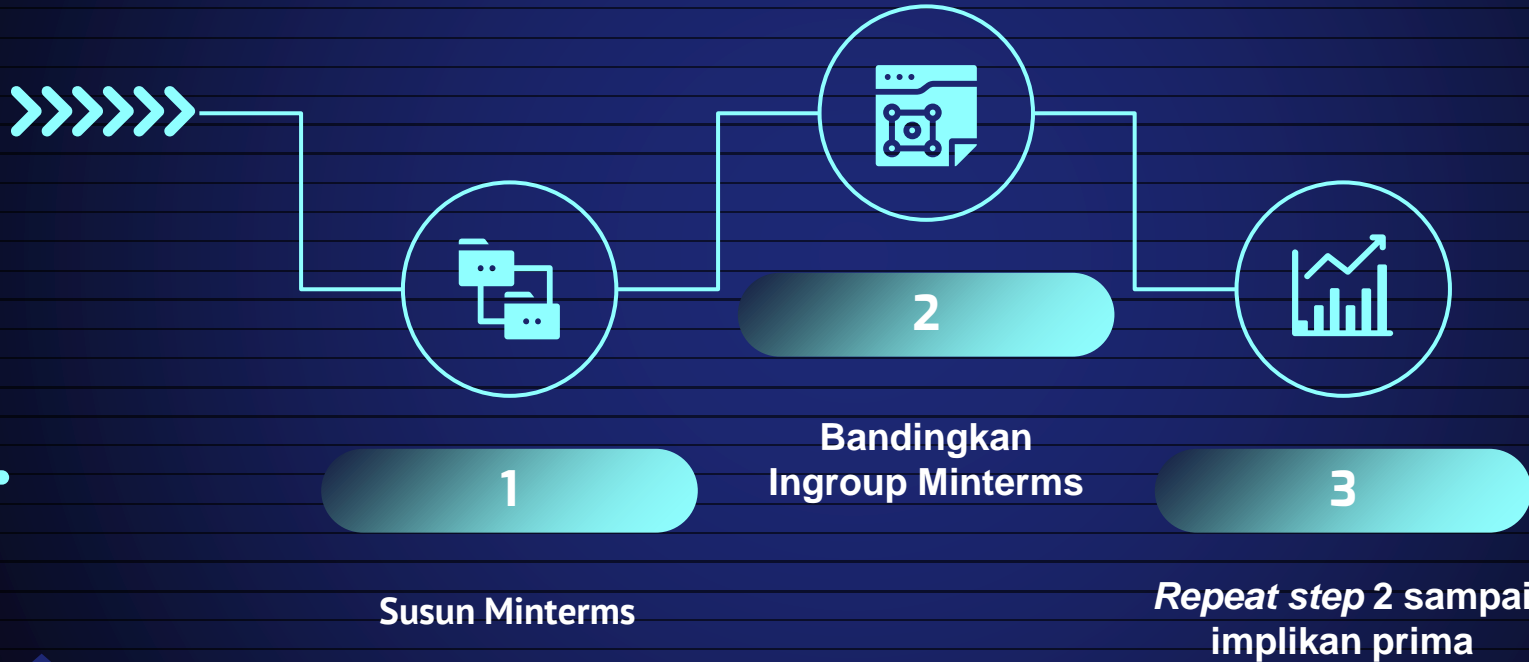 1
Susun Minterms
2
Bandingkan
Ingroup Minterms
3
Repeat step 2 sampai
implikan prima